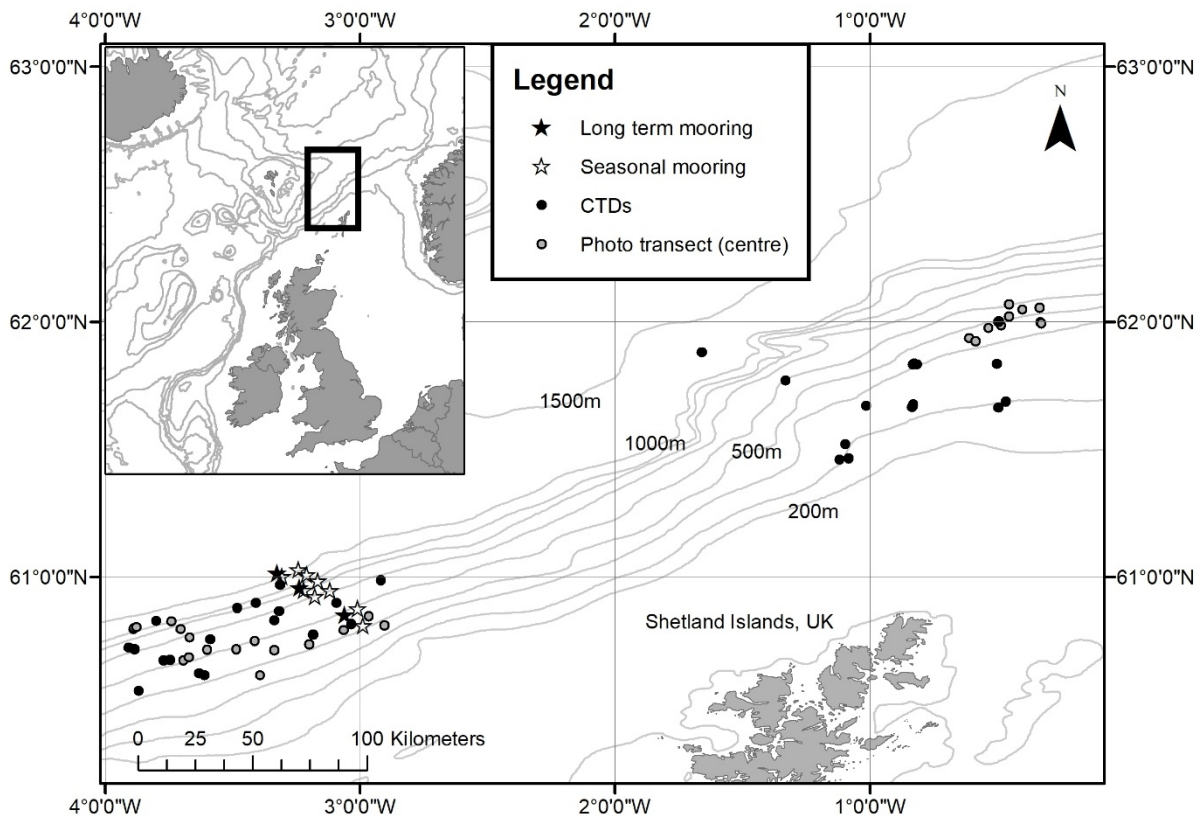 4°0'0"W 3°0'0"W 2°0'0"W 1°0'0"W
63°0'0"N 63°0'0"N
Legend
Long term mooring
Seasonal mooring
CTDs
Photo transect (centre)
N
62°0'0"N 62°0'0"N
1500m
1000m
500m
200m
61°0'0"N 61°0'0"N
Shetland Islands, UK
0 25 50 100 Kilometers
4°0'0"W 3°0'0"W 2°0'0"W 1°0'0"W